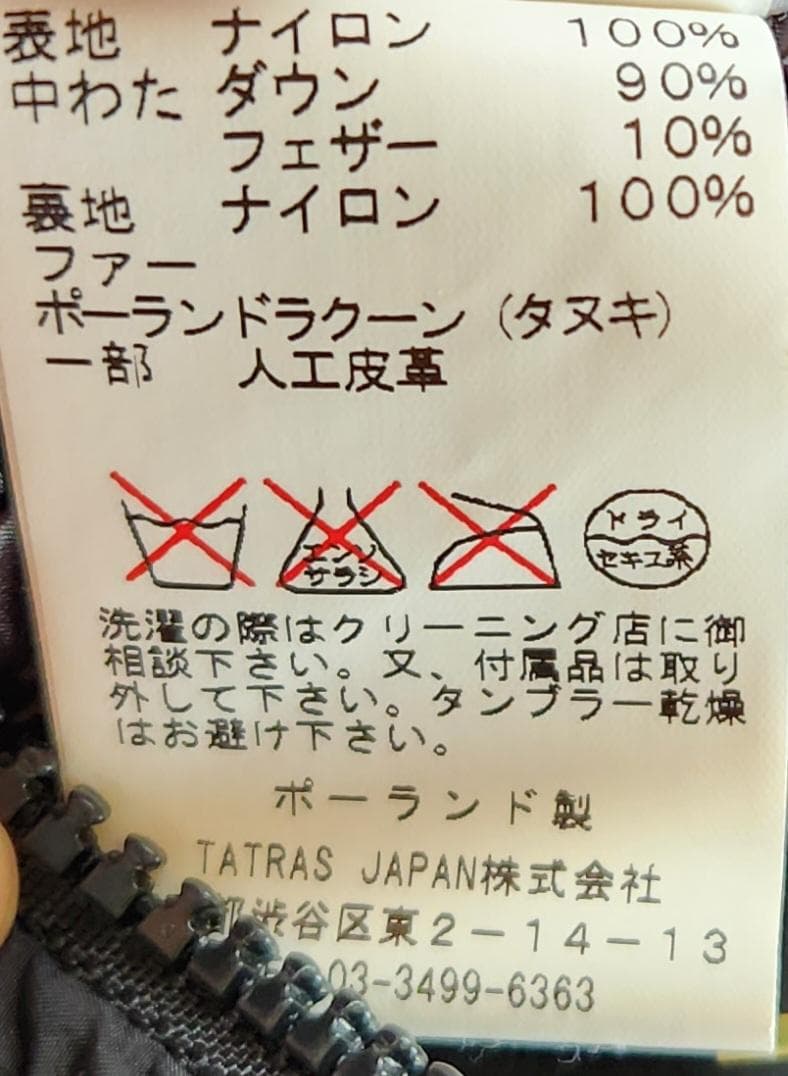 表地 ナイロン 100%
中わた ダウン 90%
フェザー 10%
裏地 ナイロン 100%
ファー
ポーランドラクーン (タヌキ)
一部 人工皮革
エンソ
サラシ
ドライ
セキユ系
洗濯の際はクリーニング店に御
相談下さい。又、付属品は取り
外して下さい。タンブラー乾燥
はお避け下さい。
ポーランド製
TATRAS JAPAN株式会社
都渋谷区東2-14-13
03-3499-6363